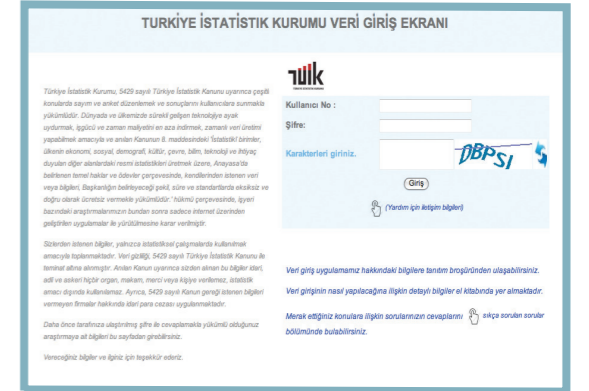 TURKİYE İSTATİSTIK KURUMU VERİ GİRİŞ EKRANI
TÜİK
TÜRKİYE İSTATİSTİK KURUMU
Türkiye İstatistik Kurumu, 5429 sayılı Türkiye İstatistik Kanunu uyarınca çeşitli
konularda sayım ve anket düzenlemek ve sonuçlarını kullanıcılara sunmakla
yükümlüdür. Dünyada ve ülkemizde sürekli gelişen teknolojiye ayak
uydurmak, işgücü ve zaman maliyetini en aza indirmek, zamanlı veri üretimi
yapabilmek amacıyla ve anılan Kanunun 8. maddesindeki 'İstatistikî birimler,
ülkenin ekonomi, sosyal, demografi, kültür, çevre, bilim, teknoloji ve ihtiyaç
duyulan diğer alanlardaki resmi istatistikleri üretmek üzere, Anayasa'da
belirlenen temel haklar ve ödevler çerçevesinde, kendilerinden istenen veri
veya bilgileri, Başkanlığın belirleyeceği şekil, süre ve standartlarda eksiksiz ve
doğru olarak ücretsiz vermekle yükümlüdür.' hükmü çerçevesinde, işyeri
bazındaki araştırmalarımızın bundan sonra sadece internet üzerinden
geliştirilen uygulamalar ile yürütülmesine karar verilmiştir.
Sizlerden istenen bilgiler, yalnızca istatistiksel çalışmalarda kullanılmak
amacıyla toplanmaktadır. Veri gizliliği, 5429 sayılı Türkiye İstatistik Kanunu ile
teminat altına alınmıştır. Anılan Kanun uyarınca sizden alınan bu bilgiler idari,
adli ve askeri hiçbir organ, makam, merci veya kişiye verilemez, istatistik
amacı dışında kullanılamaz. Ayrıca, 5429 sayılı Kanun gereği istenen bilgileri
vermeyen firmalar hakkında idari para cezası uygulanmaktadır.
Daha önce tarafınıza ulaştırılmış şifre ile cevaplamakla yükümlü olduğunuz
araştırmaya ait bilgileri bu sayfadan girebilirsiniz.
Vereceğiniz bilgiler ve ilginiz için teşekkür ederiz.
Kullanıcı No :
Şifre:
Karakterleri giriniz.
DBPSJ
Giriş
(Yardım için iletişim bilgileri)
Veri giriş uygulamamız hakkındaki bilgilere tanıtım broşüründen ulaşabilirsiniz.
Veri girişinin nasıl yapılacağına ilişkin detaylı bilgiler el kitabında yer almaktadır.
Merak ettiğiniz konulara ilişkin sorularınızın cevaplarını sıkça sorulan sorular
bölümünde bulabilirsiniz.